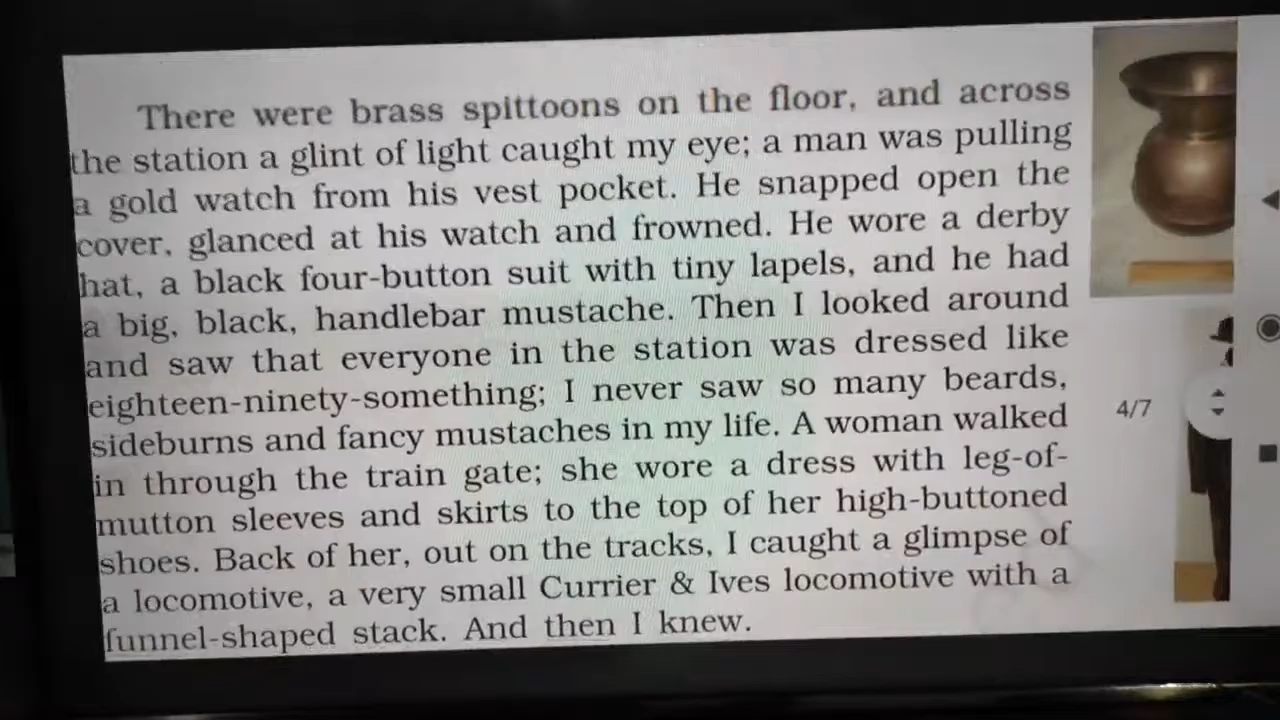 There were brass spittoons on the floor, and across
the station a glint of light caught my eye; a man was pulling
a gold watch from his vest pocket. He snapped open the
cover, glanced at his watch and frowned. He wore a derby
hat, a black four-button suit with tiny lapels, and he had
a big, black, handlebar mustache. Then I looked around
and saw that everyone in the station was dressed like
eighteen-ninety-something; I never saw so many beards,
sideburns and fancy mustaches in my life. A woman walked
in through the train gate; she wore a dress with leg-of-
mutton sleeves and skirts to the top of her high-buttoned
shoes. Back of her, out on the tracks, I caught a glimpse of
a locomotive, a very small Currier & Ives locomotive with a
funnel-shaped stack. And then I knew.
4/7